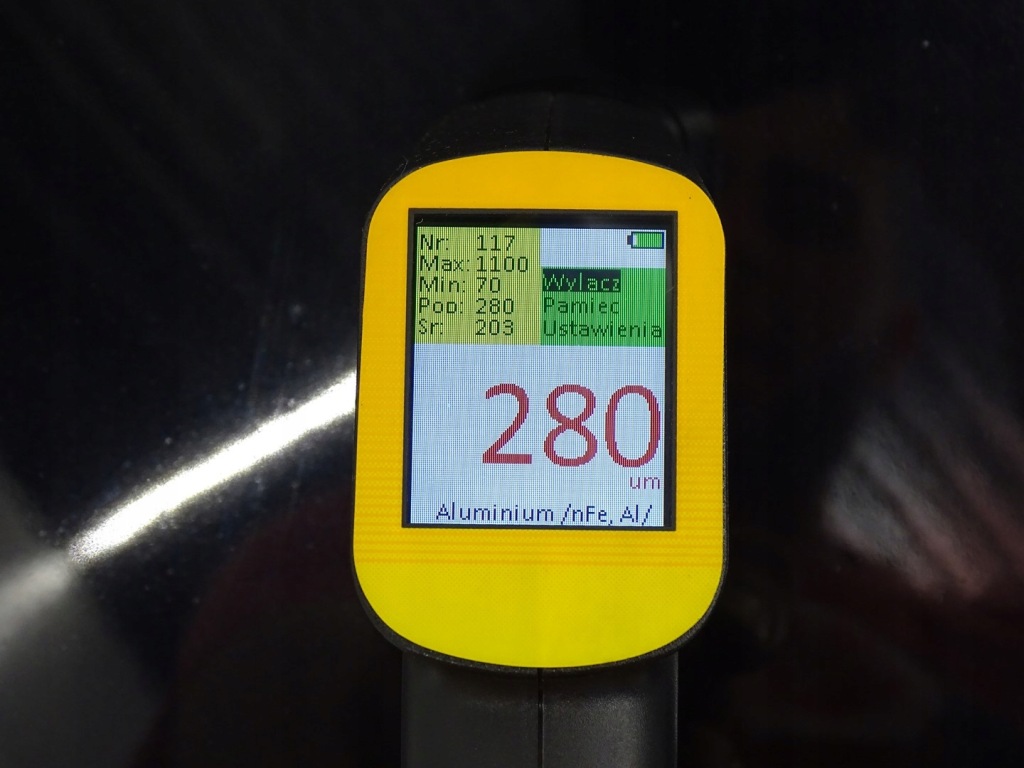 Nr: 117
Max: 1100
Min: 70
Pop: 280
Sr: 203
Wylacz
Pamiec
Ustawienia
280
um
Aluminium /nFe, Al/